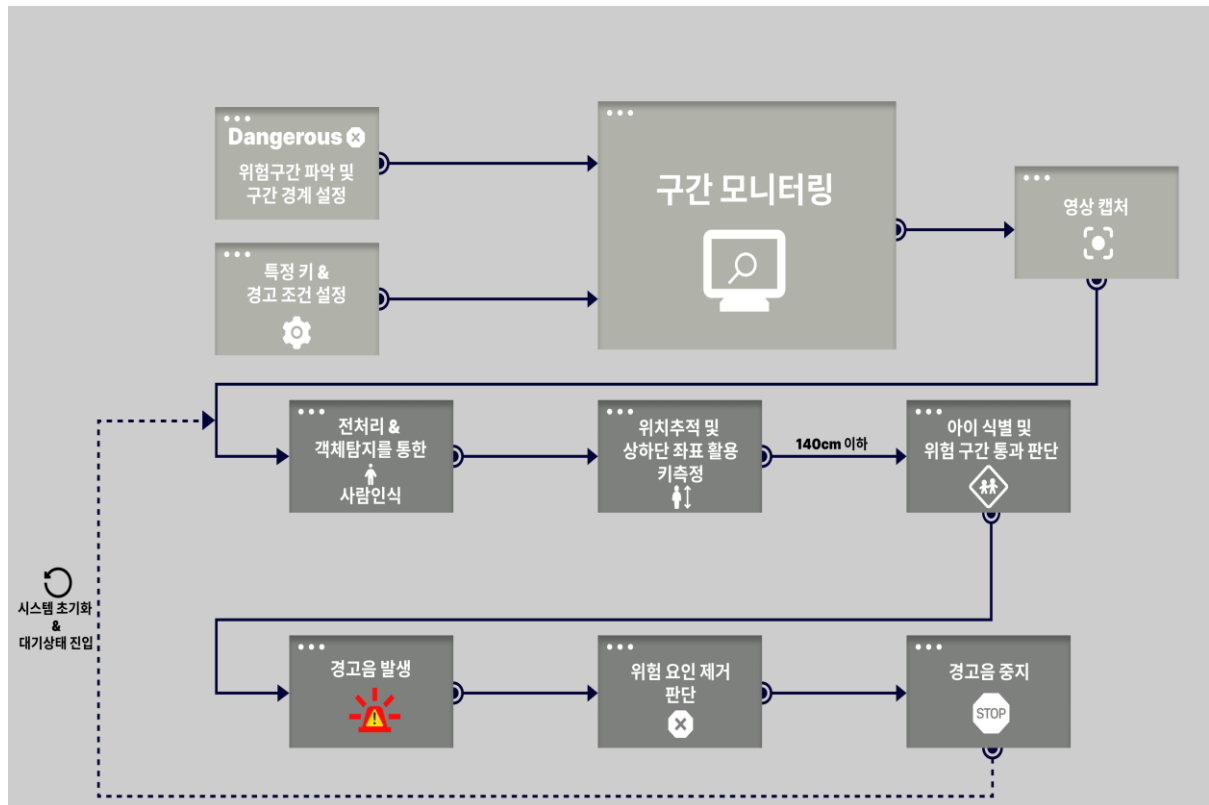 Dangerous
위험구간 파악 및
구간 경계 설정
특정 키 &
경고 조건 설정
구간 모니터링
영상 캡처
전처리 &
객체탐지를 통한
사람인식
위치추적 및
상하단 좌표 활용
키측정
140cm 이하
아이 식별 및
위험 구간 통과 판단
시스템 초기화
&
대기상태 진입
경고음 발생
위험 요인 제거
판단
경고음 중지
STOP